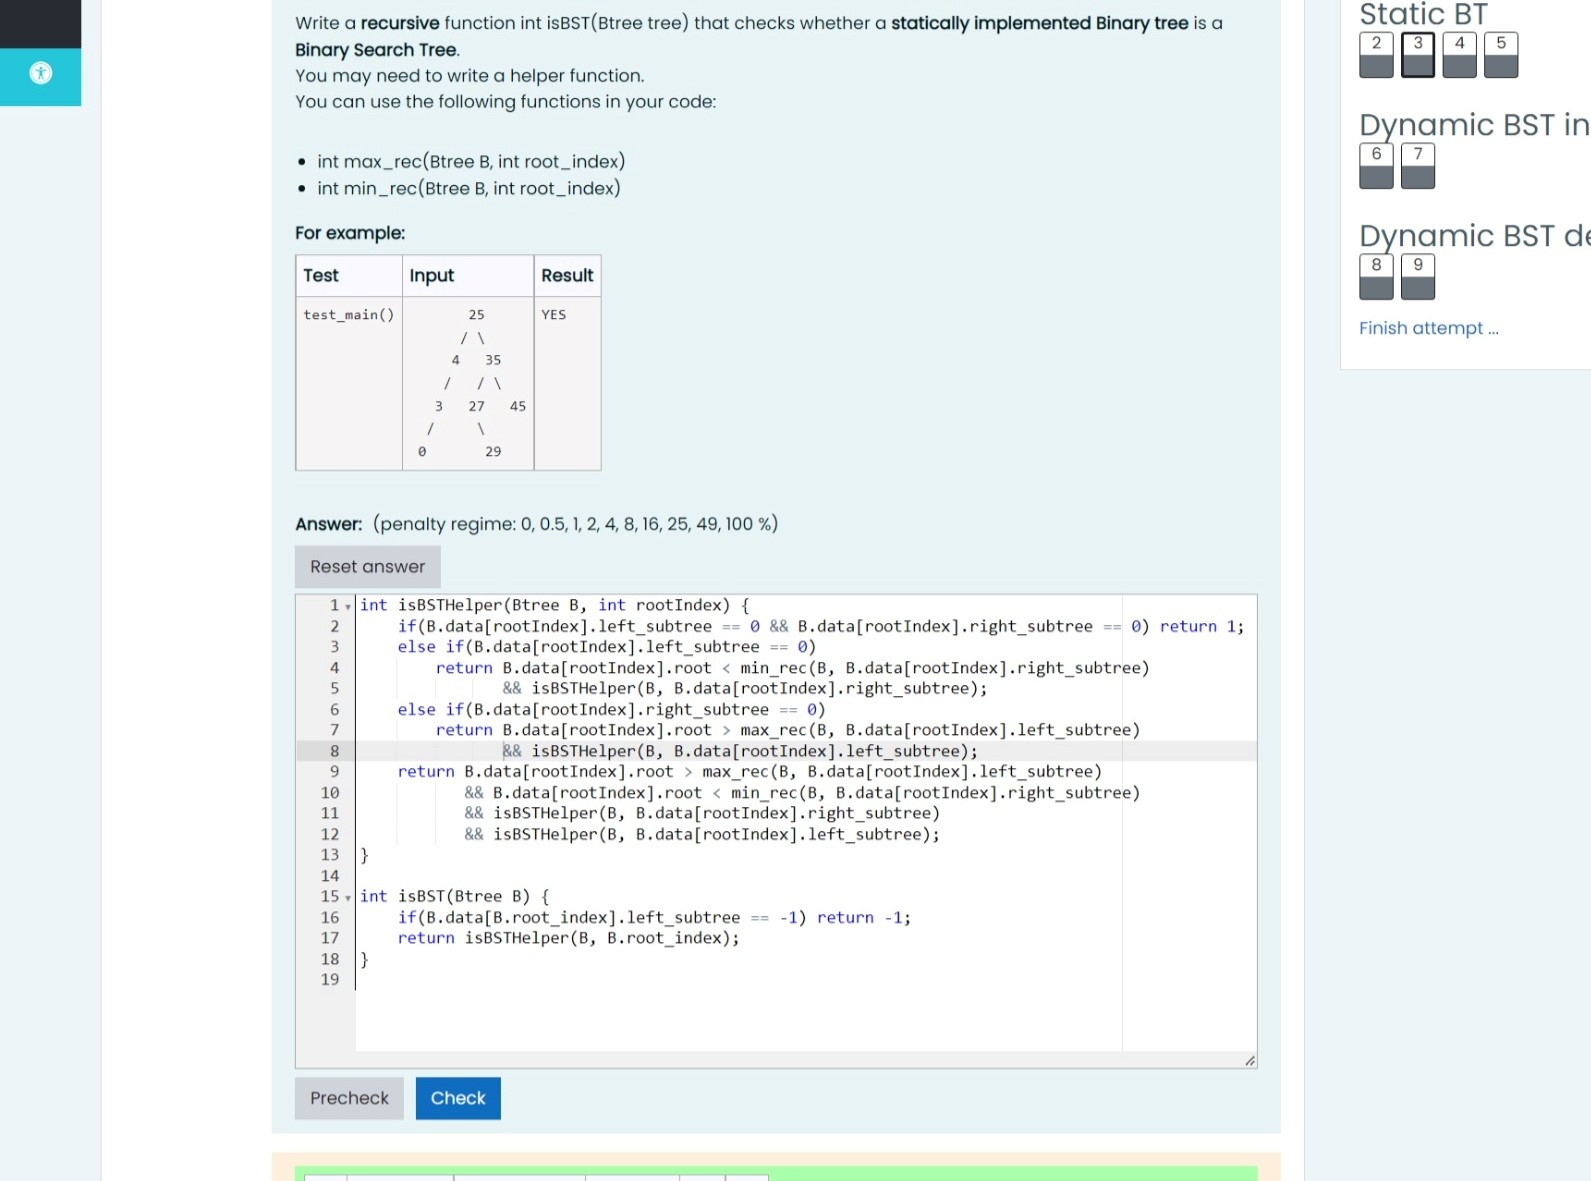 Write a recursive function int isBST(Btree tree) that checks whether a statically implemented Binary tree is a
Binary Search Tree.
You may need to write a helper function.
You can use the following functions in your code:
• int max_rec(Btree B, int root_index)
• int min_rec(Btree B, int root_index)
For example:
Test Input Result
test_main() 25 YES
/ \
4 35
/ / \
3 27 45
/ \
0 29
Answer: (penalty regime: 0, 0.5, 1, 2, 4, 8, 16, 25, 49, 100 %)
Reset answer
1 int isBSTHelper(Btree B, int rootIndex) {
2 if(B.data[rootIndex].left_subtree == 0 && B.data[rootIndex].right_subtree == 0) return 1;
3 else if(B.data[rootIndex].left_subtree == 0)
4 return B.data[rootIndex].root < min_rec(B, B.data[rootIndex].right_subtree)
5 && isBSTHelper(B, B.data[rootIndex].right_subtree);
6 else if(B.data[rootIndex].right_subtree == 0)
7 return B.data[rootIndex].root > max_rec(B, B.data[rootIndex].left_subtree)
8 && isBSTHelper(B, B.data[rootIndex].left_subtree);
9 return B.data[rootIndex].root > max_rec(B, B.data[rootIndex].left_subtree)
10 && B.data[rootIndex].root < min_rec(B, B.data[rootIndex].right_subtree)
11 && isBSTHelper(B, B.data[rootIndex].right_subtree)
12 && isBSTHelper(B, B.data[rootIndex].left_subtree);
13 }
14
15 int isBST(Btree B) {
16 if(B.data[B.root_index].left_subtree == -1) return -1;
17 return isBSTHelper(B, B.root_index);
18 }
19
Precheck Check
Static BT
2 3 4 5
Dynamic BST in
6 7
Dynamic BST de
8 9
Finish attempt ...